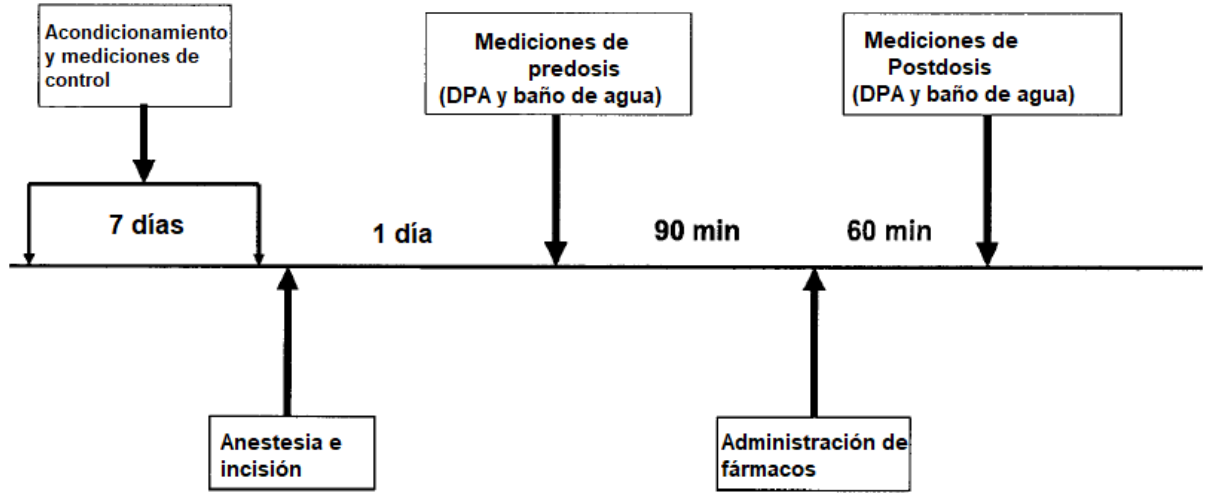 Acondicionamiento
y mediciones de
control
Mediciones de
predosis
(DPA y baño de agua)
Mediciones de
Postdosis
(DPA y baño de agua)
7 días
1 día
90 min
60 min
Anestesia e
incisión
Administración de
fármacos